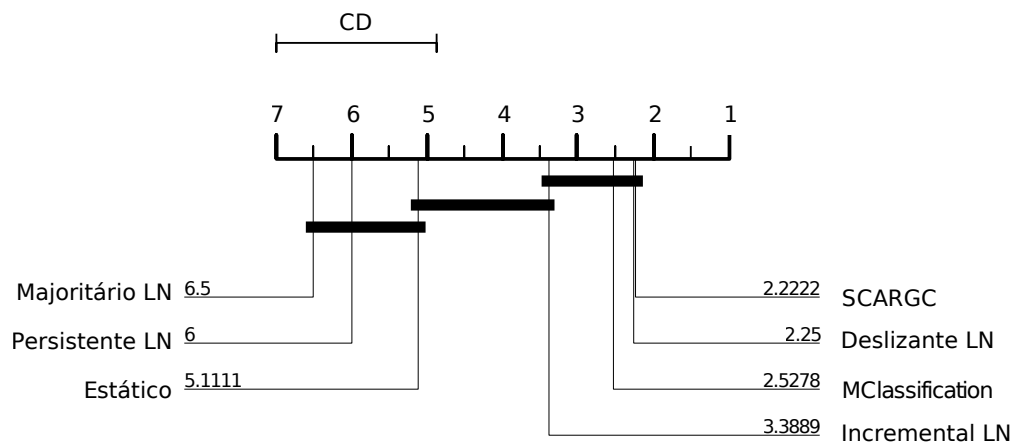 CD
7 6 5 4 3 2 1
Majoritário LN 6.5
2.2222 SCARGC
Persistente LN 6
2.25 Deslizante LN
Estático 5.1111
2.5278 MClassification
3.3889 Incremental LN